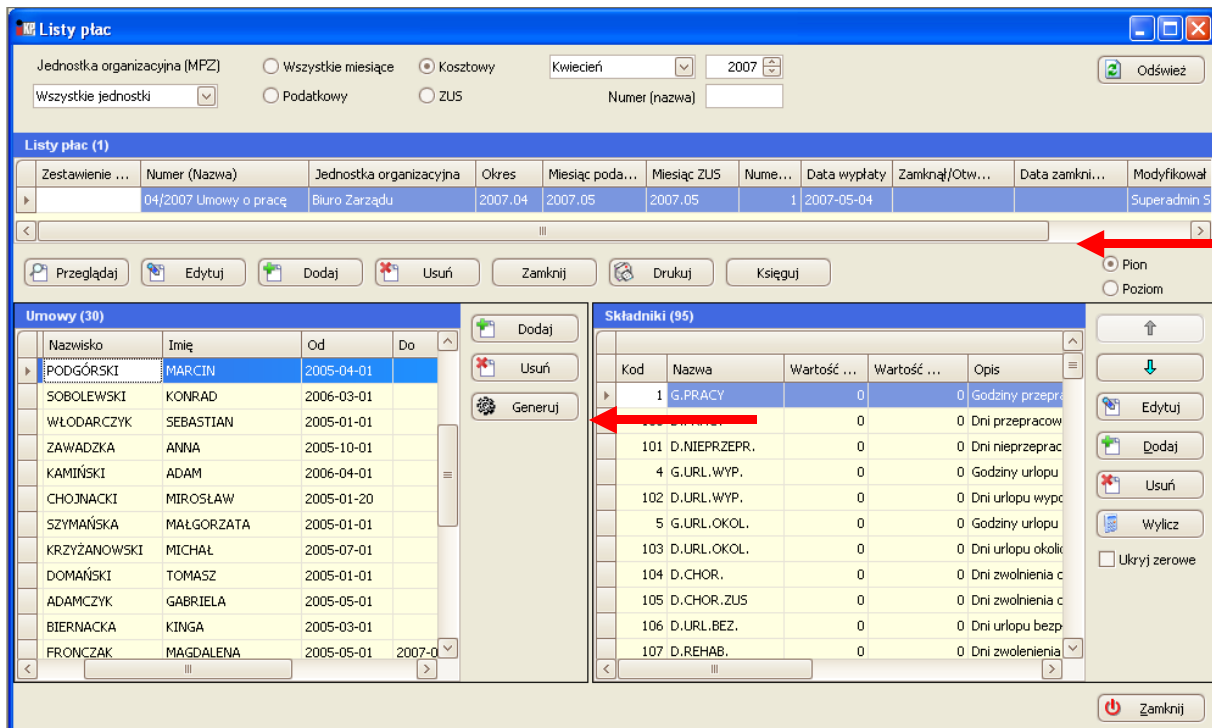 iKP Listy płac
Jednostka organizacyjna (MPZ) Wszystkie miesiące Kosztowy Kwiecień 2007 Odśwież
Wszystkie jednostki Podatkowy ZUS Numer (nazwa)
Listy płac (1)
Zestawienie ... Numer (Nazwa) Jednostka organizacyjna Okres Miesiąc poda... Miesiąc ZUS Nume... Data wypłaty Zamknął/Otw... Data zamkni... Modyfikował
04/2007 Umowy o pracę Biuro Zarządu 2007.04 2007.05 2007.05 1 2007-05-04 Superadmin S
Przeglądaj Edytuj Dodaj Usuń Zamknij Drukuj Księguj Pion
Poziom
Umowy (30)
Nazwisko Imię Od Do
PODGÓRSKI MARCIN 2005-04-01
SOBOLEWSKI KONRAD 2006-03-01
WŁODARCZYK SEBASTIAN 2005-01-01
ZAWADZKA ANNA 2005-10-01
KAMIŃSKI ADAM 2006-04-01
CHOJNACKI MIROSŁAW 2005-01-20
SZYMAŃSKA MAŁGORZATA 2005-01-01
KRZYŻANOWSKI MICHAŁ 2005-07-01
DOMAŃSKI TOMASZ 2005-01-01
ADAMCZYK GABRIELA 2005-05-01
BIERNACKA KINGA 2005-03-01
FRONCZAK MAGDALENA 2005-05-01 2007-0
Dodaj
Usuń
Generuj
Składniki (95)
Kod Nazwa Wartość ... Wartość ... Opis
1 G.PRACY 0 0 Godziny przepra
0 0 Dni przepracow
101 D.NIEPRZEPR. 0 0 Dni nieprzeprac
4 G.URL.WYP. 0 0 Godziny urlopu
102 D.URL.WYP. 0 0 Dni urlopu wypo
5 G.URL.OKOL. 0 0 Godziny urlopu
103 D.URL.OKOL. 0 0 Dni urlopu okolic
104 D.CHOR. 0 0 Dni zwolnienia c
105 D.CHOR.ZUS 0 0 Dni zwolnienia c
106 D.URL.BEZ. 0 0 Dni urlopu bezp
107 D.REHAB. 0 0 Dni zwolenienia
Edytuj
Dodaj
Usuń
Wylicz
Ukryj zerowe
Zamknij